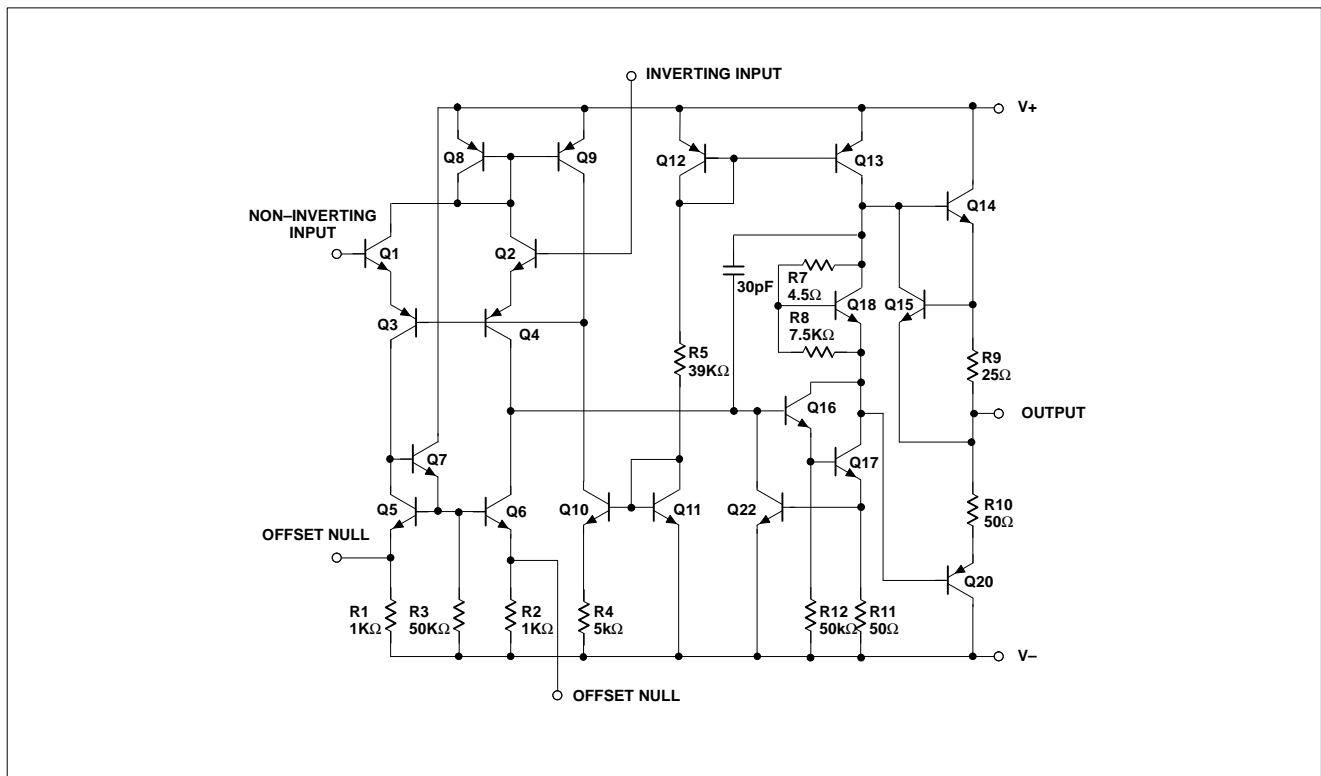 INVERTING INPUT
V+
Q8
Q9
Q12
Q13
Q14
NON–INVERTING
INPUT
Q1
Q2
30pF
R7
4.5Ω
Q18
Q15
R8
7.5KΩ
Q3
Q4
R5
39KΩ
R9
25Ω
OUTPUT
Q16
Q7
Q17
Q5
Q6
Q10
Q11
Q22
R10
50Ω
OFFSET NULL
Q20
R1
1KΩ
R3
50KΩ
R2
1KΩ
R4
5kΩ
R12
50kΩ
R11
50Ω
V–
OFFSET NULL